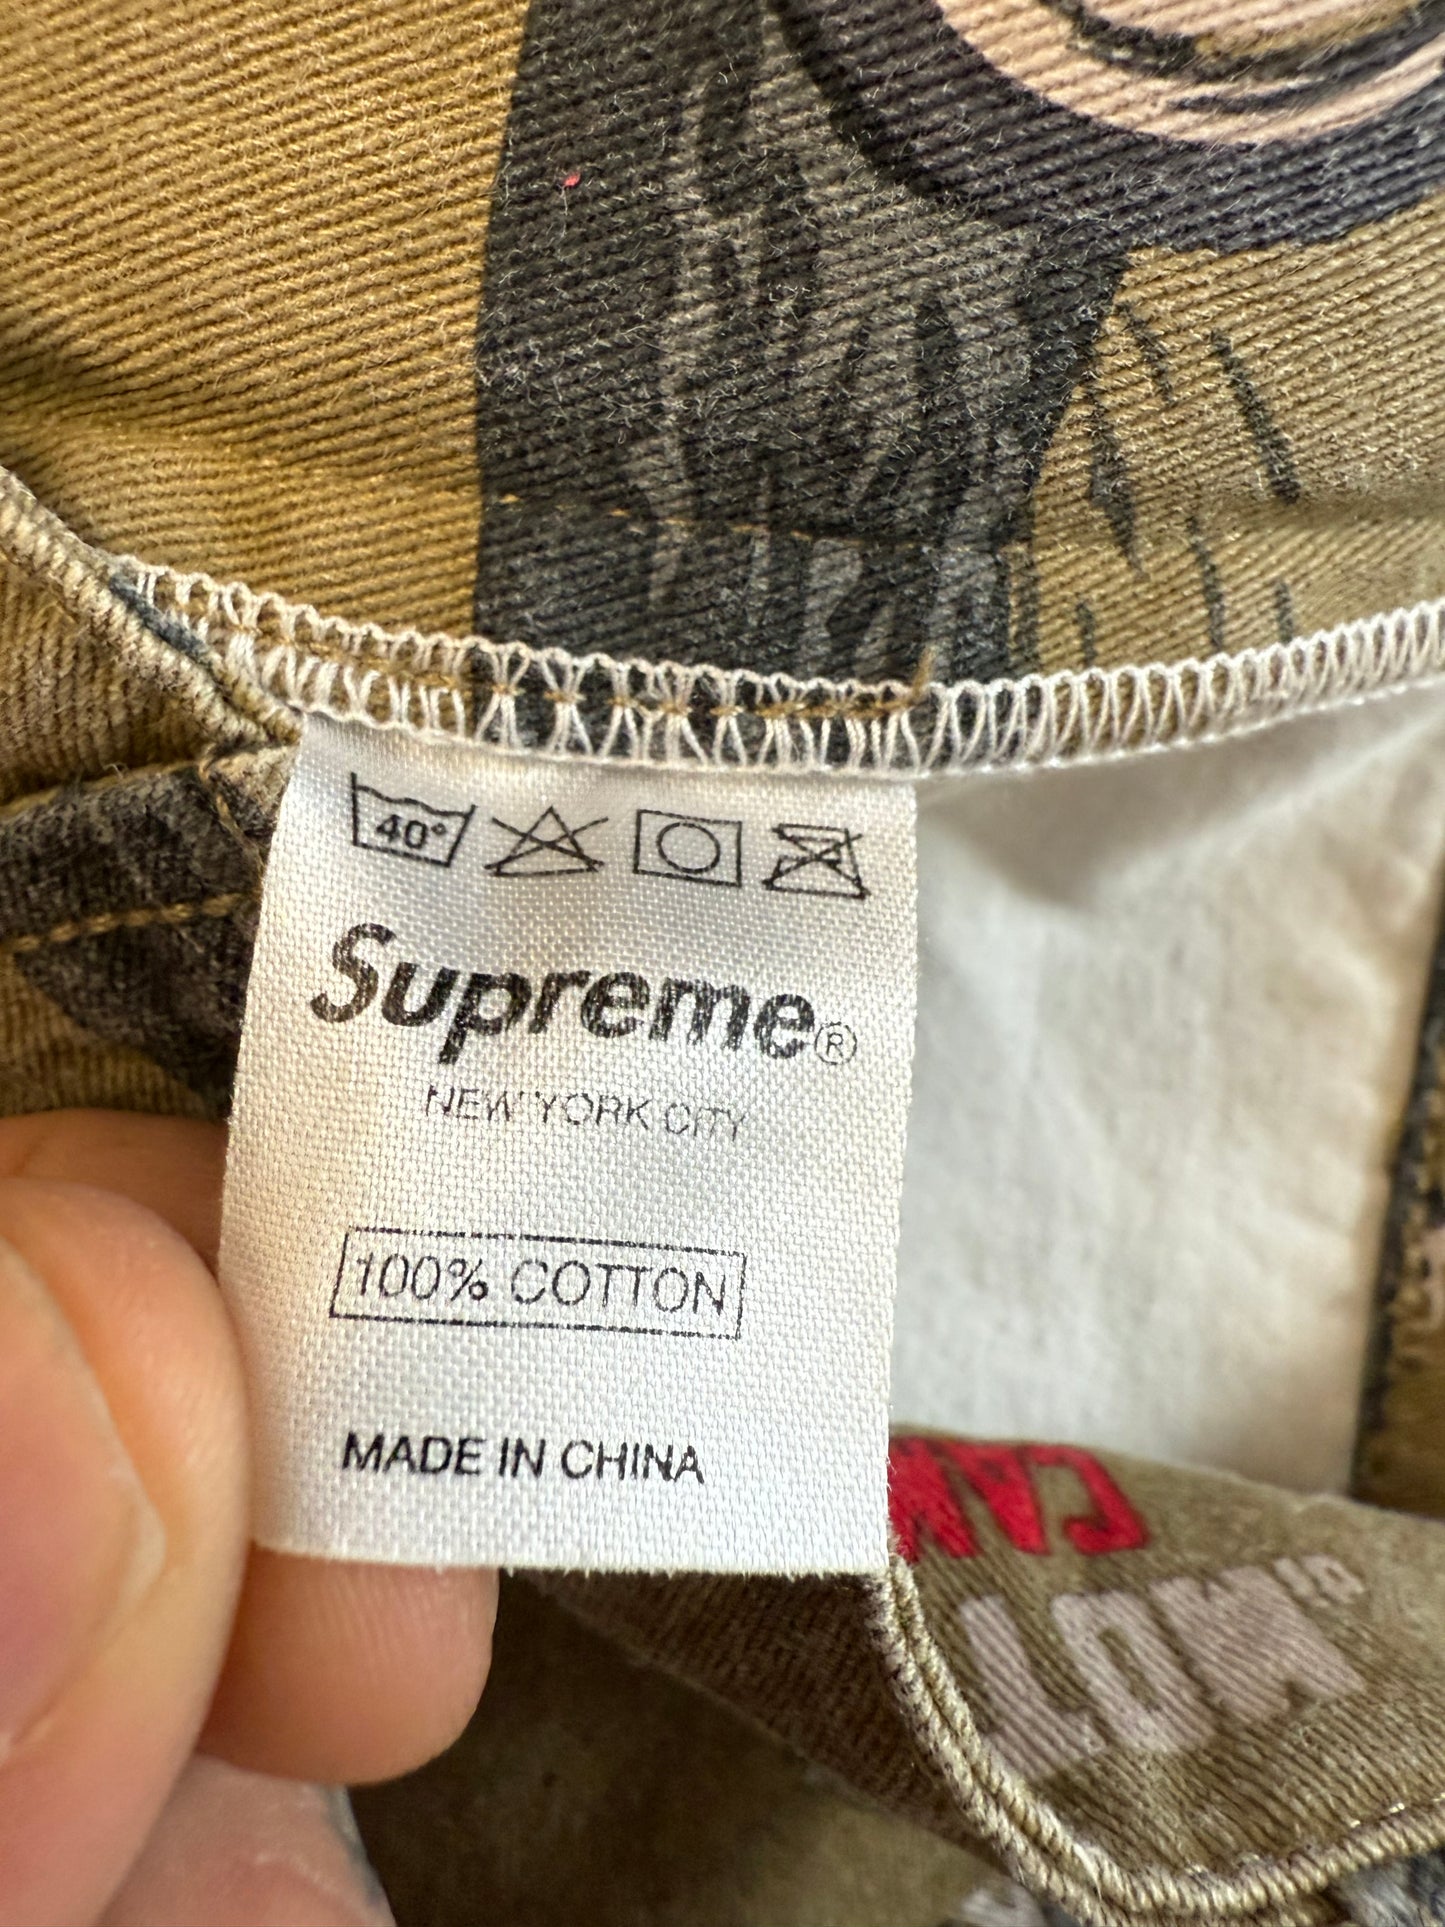 40°
Supreme®
NEW YORK CITY
100% COTTON
MADE IN CHINA